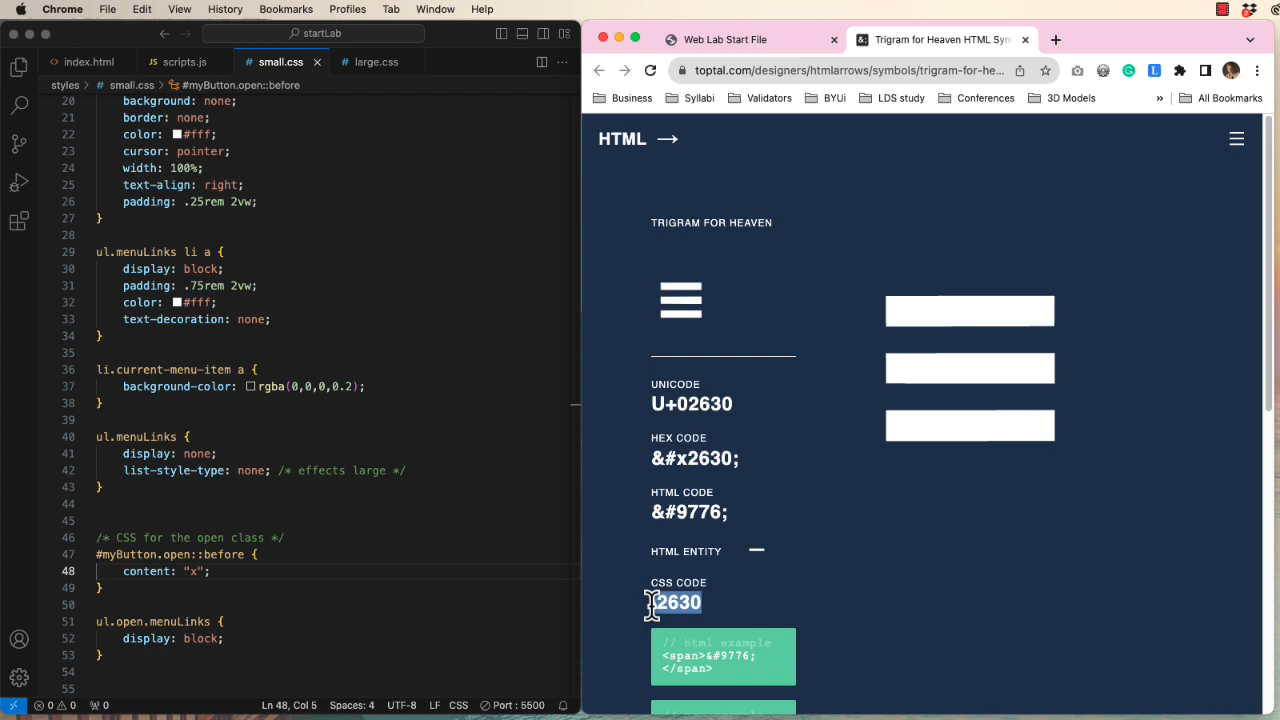 Chrome File Edit View History Bookmarks Profiles Tab Window Help
startLab
index.html
JS scripts.js
# small.css
# large.css
styles > # small.css > #myButton.open::before
20 background: none;
21 border: none;
22 color: #fff;
23 cursor: pointer;
24 width: 100%;
25 text-align: right;
26 padding: .25rem 2vw;
27 }
28
29 ul.menuLinks li a {
30 display: block;
31 padding: .75rem 2vw;
32 color: #fff;
33 text-decoration: none;
34 }
35
36 li.current-menu-item a {
37 background-color: rgba(0,0,0,0.2);
38 }
39
40 ul.menuLinks {
41 display: none;
42 list-style-type: none; /* effects large */
43 }
44
45
46 /* CSS for the open class */
47 #myButton.open::before {
48 content: "x";
49 }
50
51 ul.open.menuLinks {
52 display: block;
53 }
54
55
0 0 0 Ln 48, Col 5 Spaces: 4 UTF-8 LF CSS Port : 5500
Web Lab Start File
Trigram for Heaven HTML Sym
toptal.com/designers/htmlarrows/symbols/trigram-for-he...
Business Syllabi Validators BYUi LDS study Conferences 3D Models » All Bookmarks
HTML →
TRIGRAM FOR HEAVEN
☰
UNICODE
U+02630
HEX CODE
&#x2630;
HTML CODE
&#9776;
HTML ENTITY —
CSS CODE
2630
// html example
<span>&#9776;
</span>